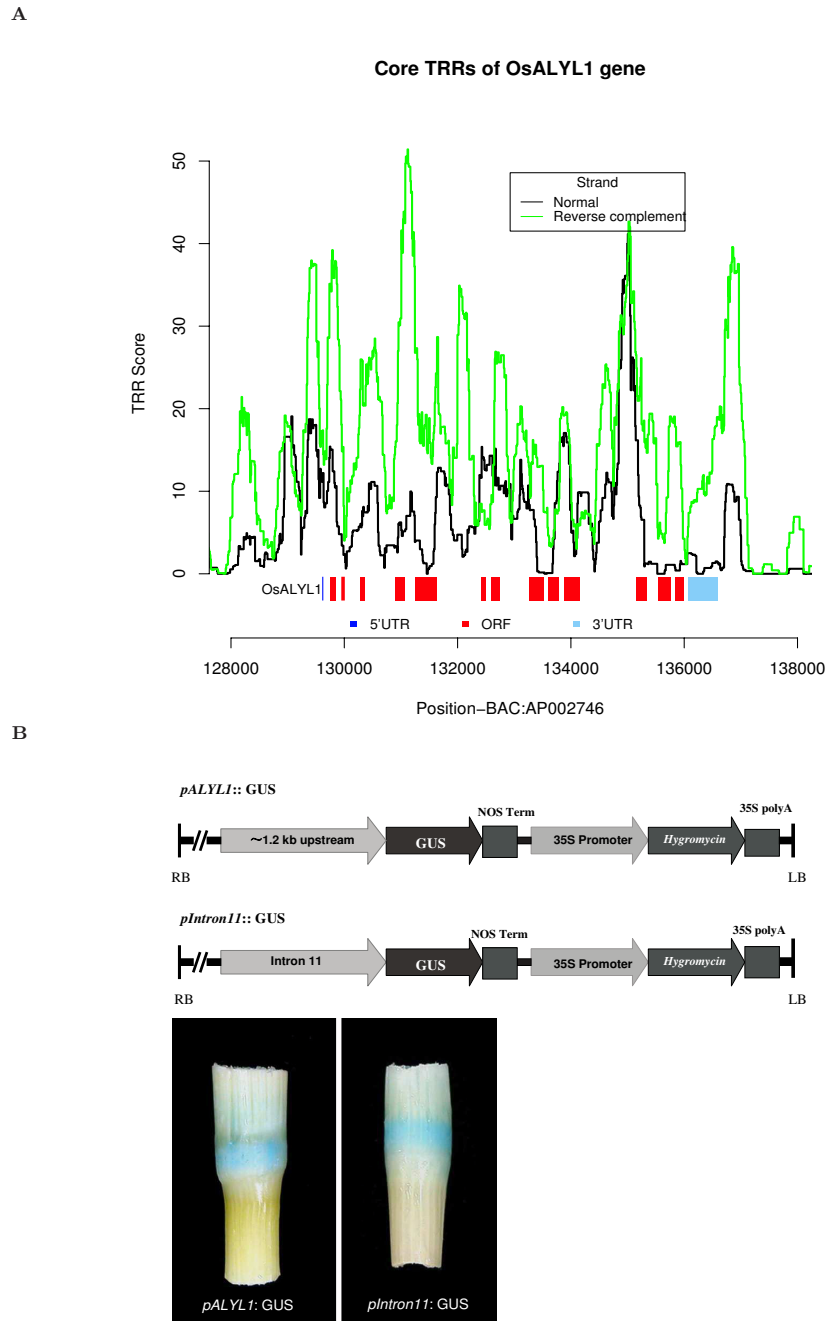 A
Core TRRs of OsALYL1 gene
Strand
Normal
Reverse complement
TRR Score
50
40
30
20
10
0
OsALYL1
5'UTR ORF 3'UTR
128000 130000 132000 134000 136000 138000
Position−BAC:AP002746
B
pALYL1:: GUS
~1.2 kb upstream GUS NOS Term 35S Promoter Hygromycin 35S polyA
RB LB
pIntron11:: GUS
Intron 11 GUS NOS Term 35S Promoter Hygromycin 35S polyA
RB LB
pALYL1: GUS pIntron11: GUS